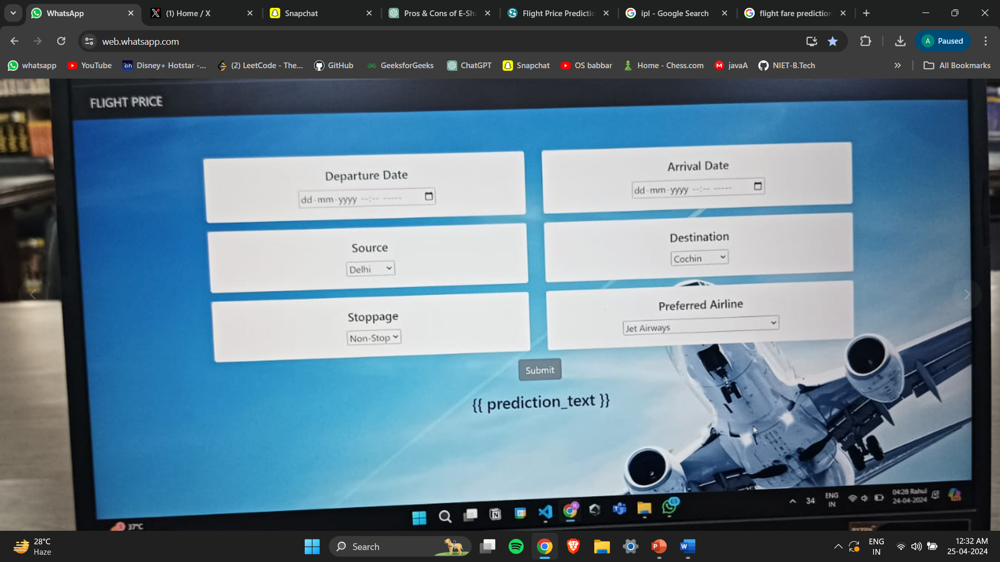 WhatsApp
(1) Home / X
Snapchat
Pros & Cons of E-Sh
Flight Price Predictio
ipl - Google Search
flight fare prediction
web.whatsapp.com
A Paused
whatsapp
YouTube
Disney+ Hotstar -...
(2) LeetCode - The...
GitHub
GeeksforGeeks
ChatGPT
Snapchat
OS babbar
Home - Chess.com
javaA
NIET-B.Tech
All Bookmarks
FLIGHT PRICE
Departure Date
dd-mm-yyyy --:-- -----
Arrival Date
dd-mm-yyyy --:-- -----
Source
Delhi
Destination
Cochin
Stoppage
Non-Stop
Preferred Airline
Jet Airways
Submit
{{ prediction_text }}
37°C
69
34
ENG
IN
04:28 Rahul
24-04-2024
RYZEN
28°C
Haze
Search
ENG
IN
12:32 AM
25-04-2024